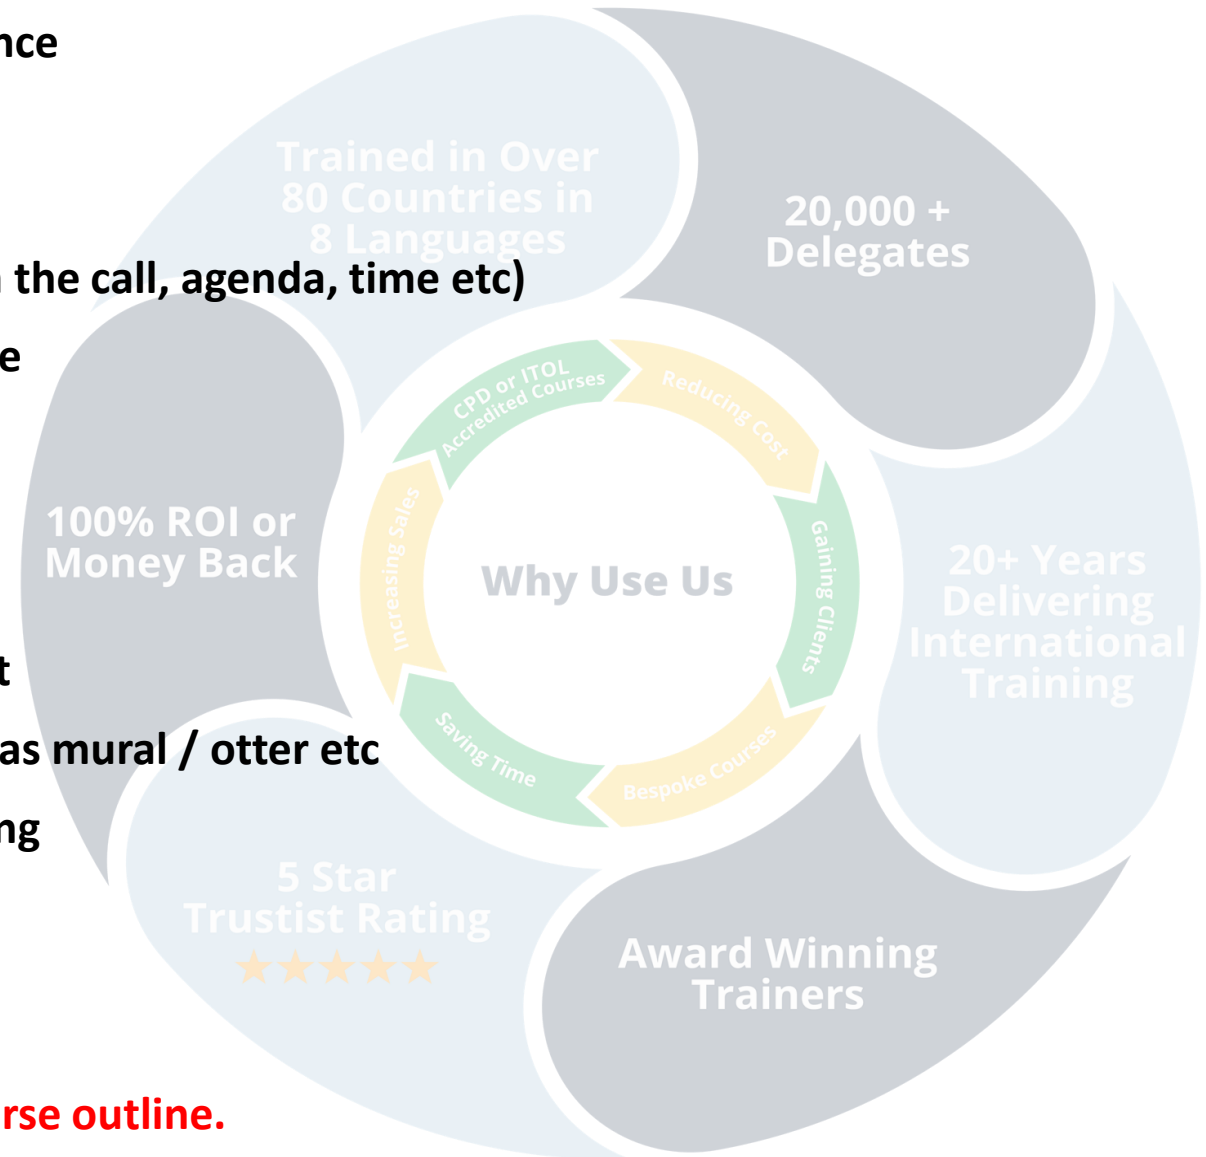 nce
Trained in Over
80 Countries in
8 Languages
20,000 +
Delegates
n the call, agenda, time etc)
e
CPD or ITOL
Accredited Courses
Reducing Cost
100% ROI or
Money Back
Increasing Sales
Why Use Us
Gaining Clients
20+ Years
Delivering
International
Training
t
as mural / otter etc
Saving Time
Bespoke Courses
ng
5 Star
Trustist Rating
Award Winning
Trainers
rse outline.